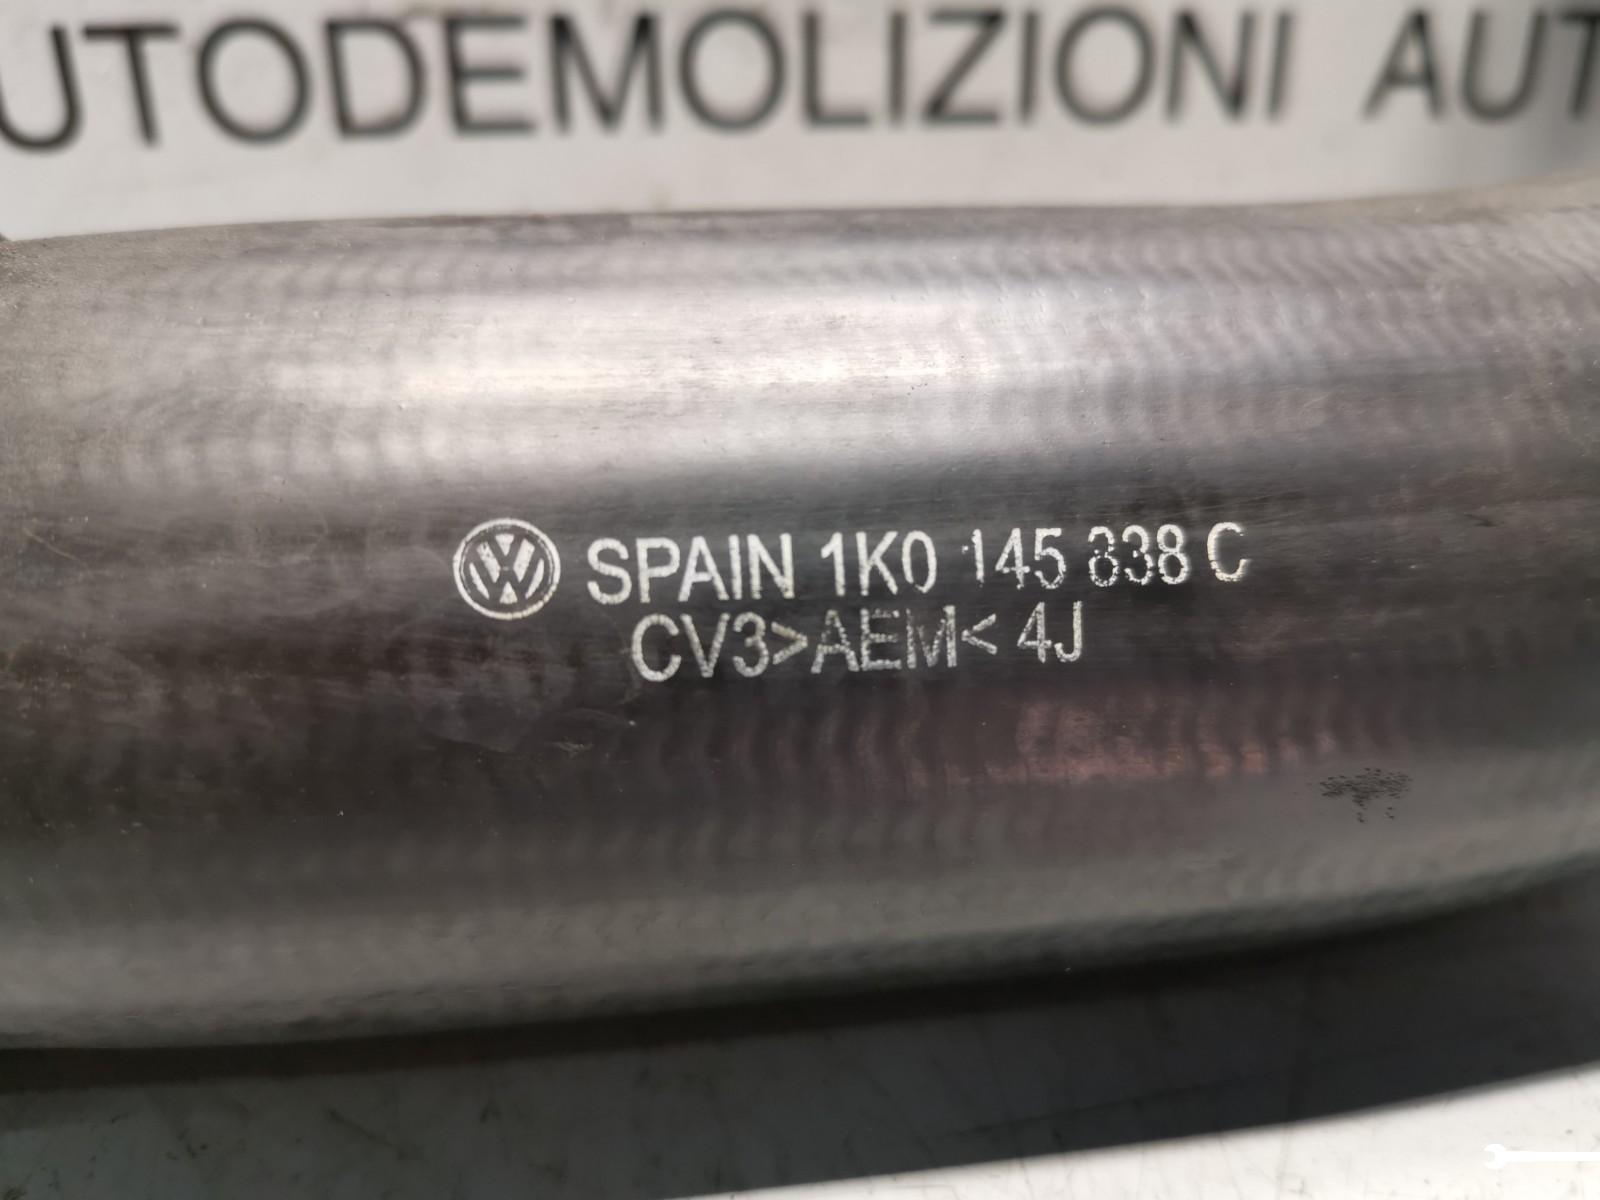 UTODEMOLIZIONI AUT
SPAIN 1K0 145 838 C
CV3>AEM< 4J